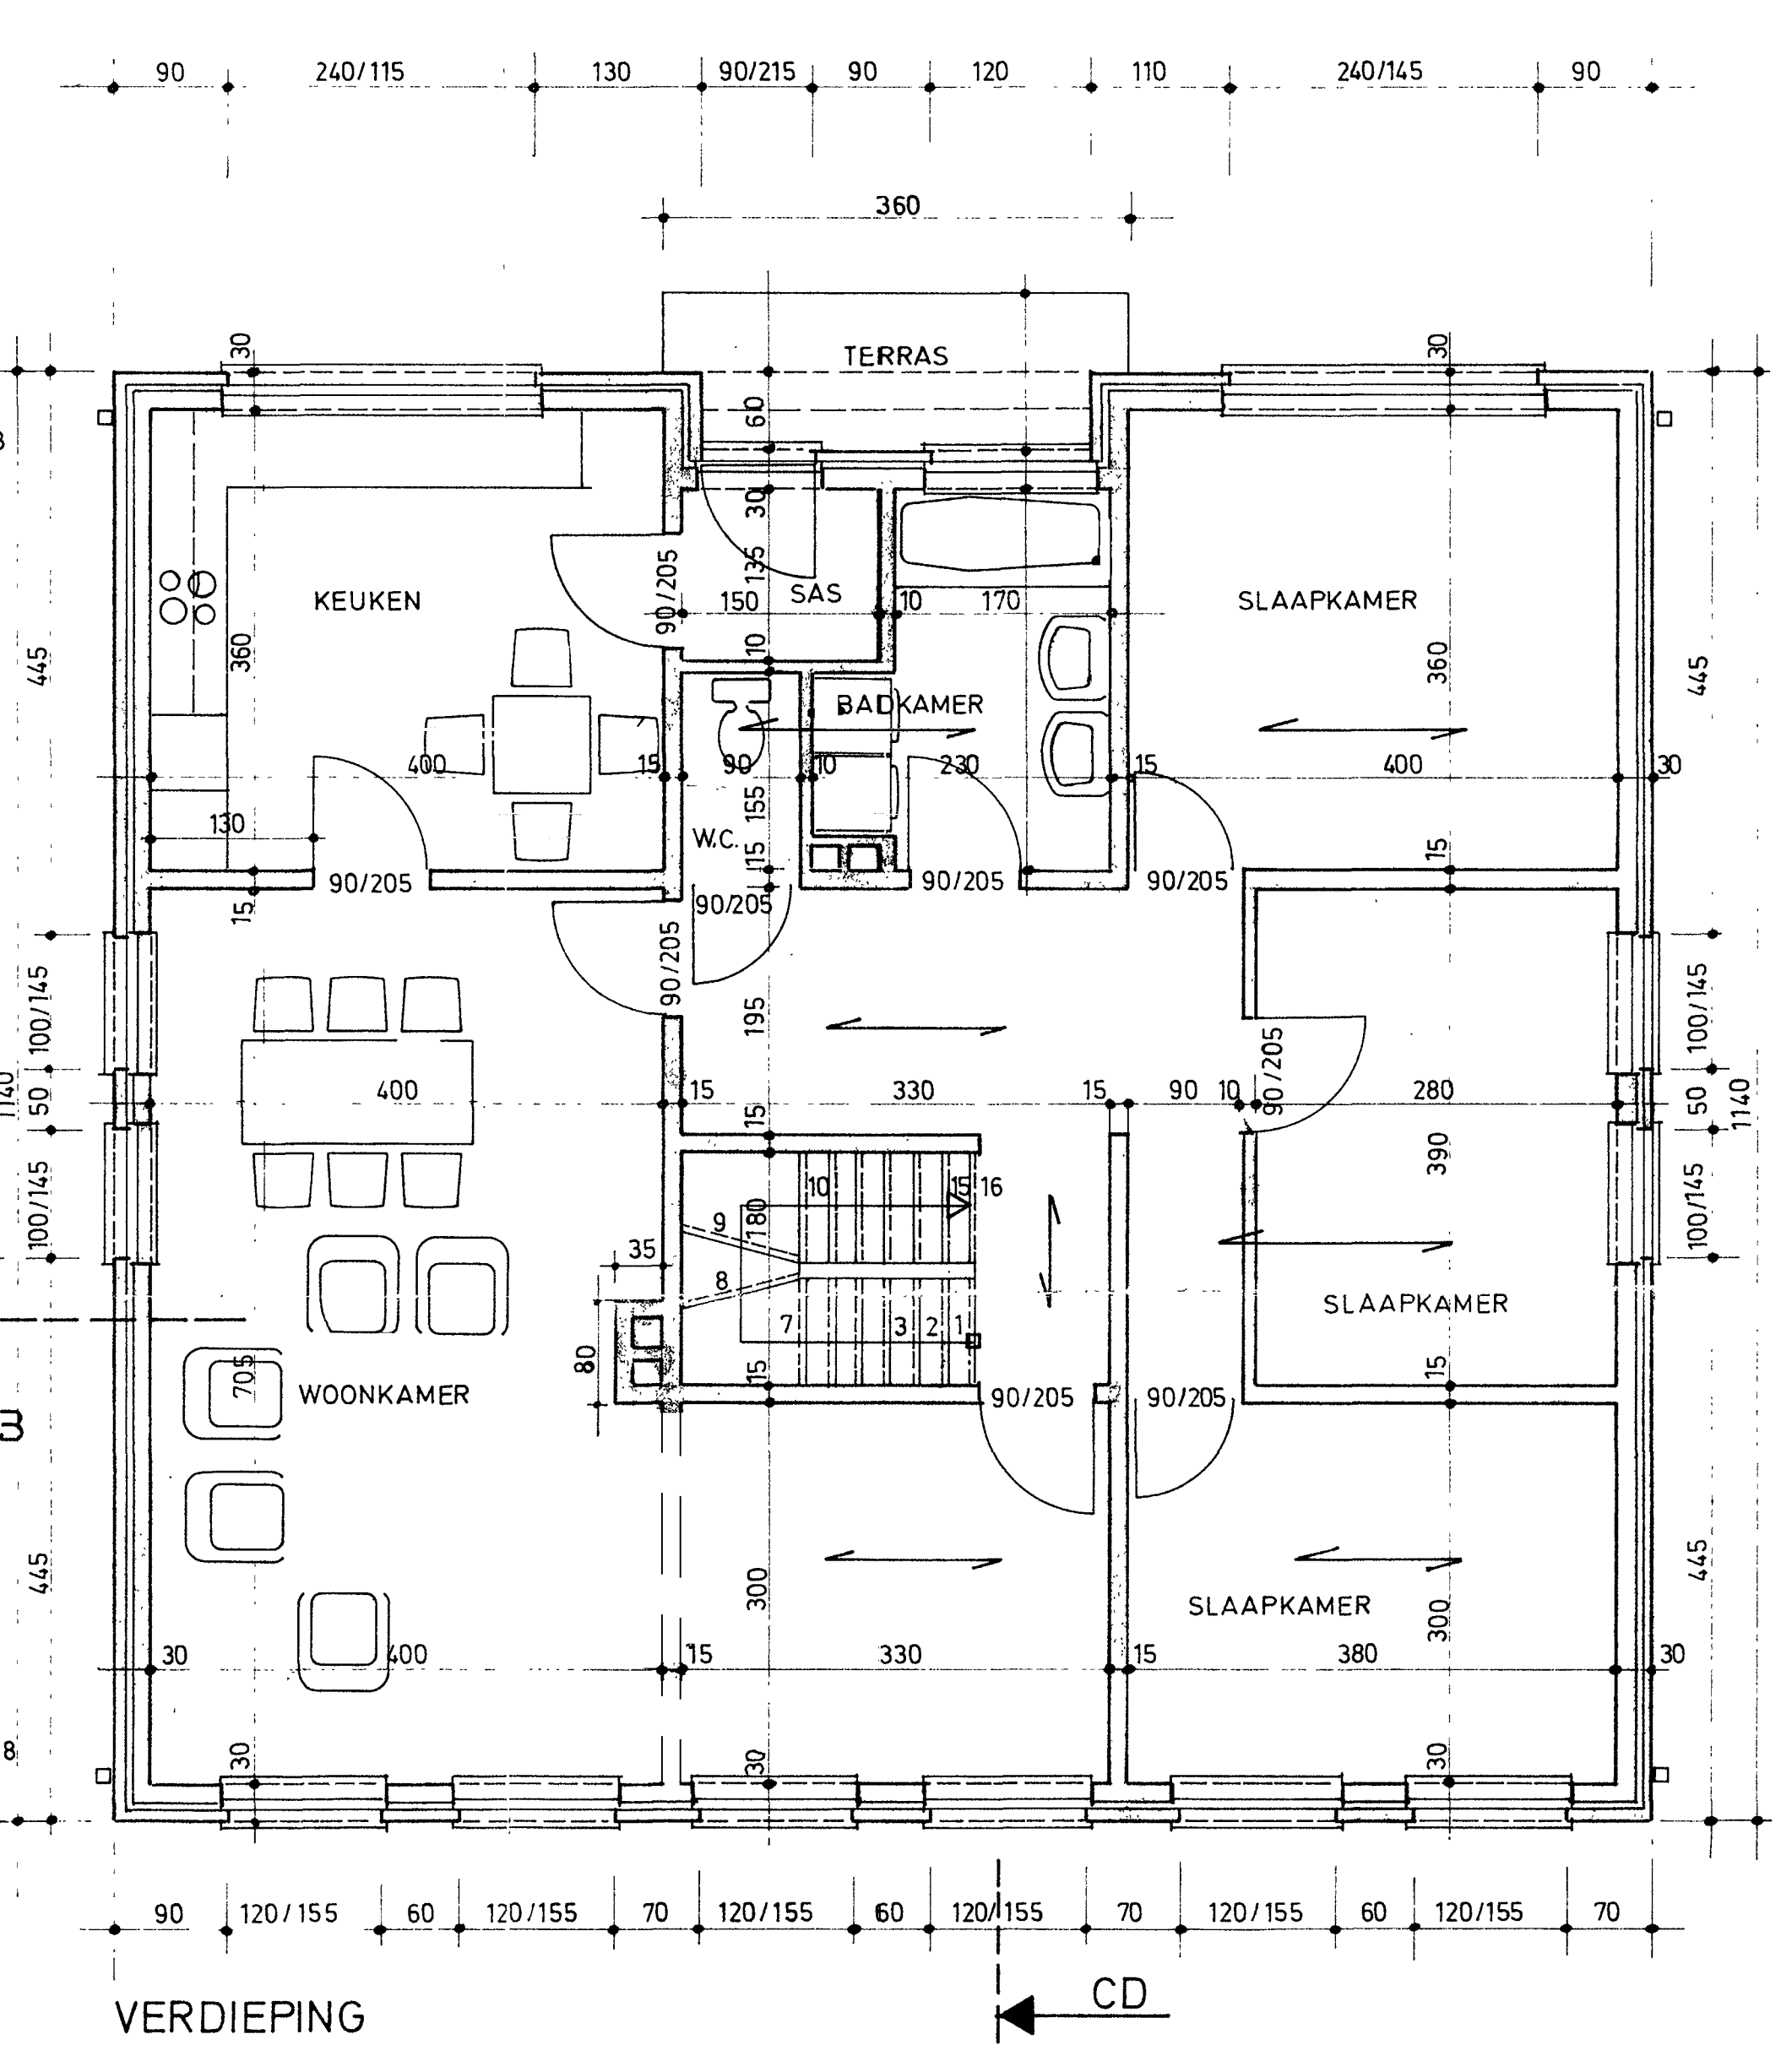 90 240/115 130 90/215 90 120 110 240/145 90
360
30 TERRAS 30
60
30
445 KEUKEN 360 90/205 135 SAS 150 10 170 SLAAPKAMER 360 445
10
BADKAMER
400 15 90 10 230 15 400 30
130 155 W.C.
90/205 15 90/205 90/205 15
15 90/205
100/145 90/205 195 90/205 100/145
1140 50 400 15 330 15 90 10 280 50 1140
15
100/145 390 100/145
10 15 16
9 180
35
8
SLAAPKAMER
7 3 2 1
80 15 15
705 WOONKAMER 90/205 90/205
B
445 300 SLAAPKAMER 300 445
30 400 15 330 15 380 30
8 30 30 30
90 120/155 60 120/155 70 120/155 60 120/155 70 120/155 60 120/155 70
CD
VERDIEPING